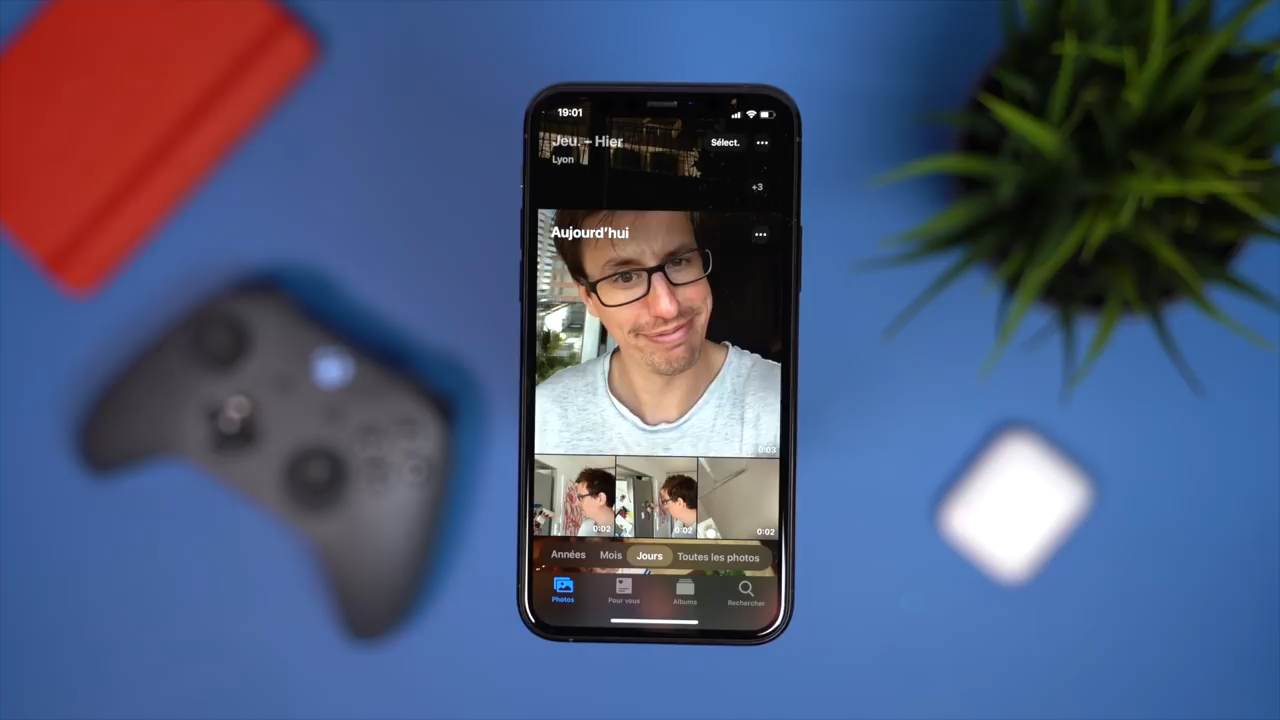 19:01
Jeu. – Hier
Sélect.
Lyon
+3
Aujourd'hui
0:03
0:02
0:02
0:02
Années
Mois
Jours
Toutes les photos
Photos
Pour vous
Albums
Rechercher